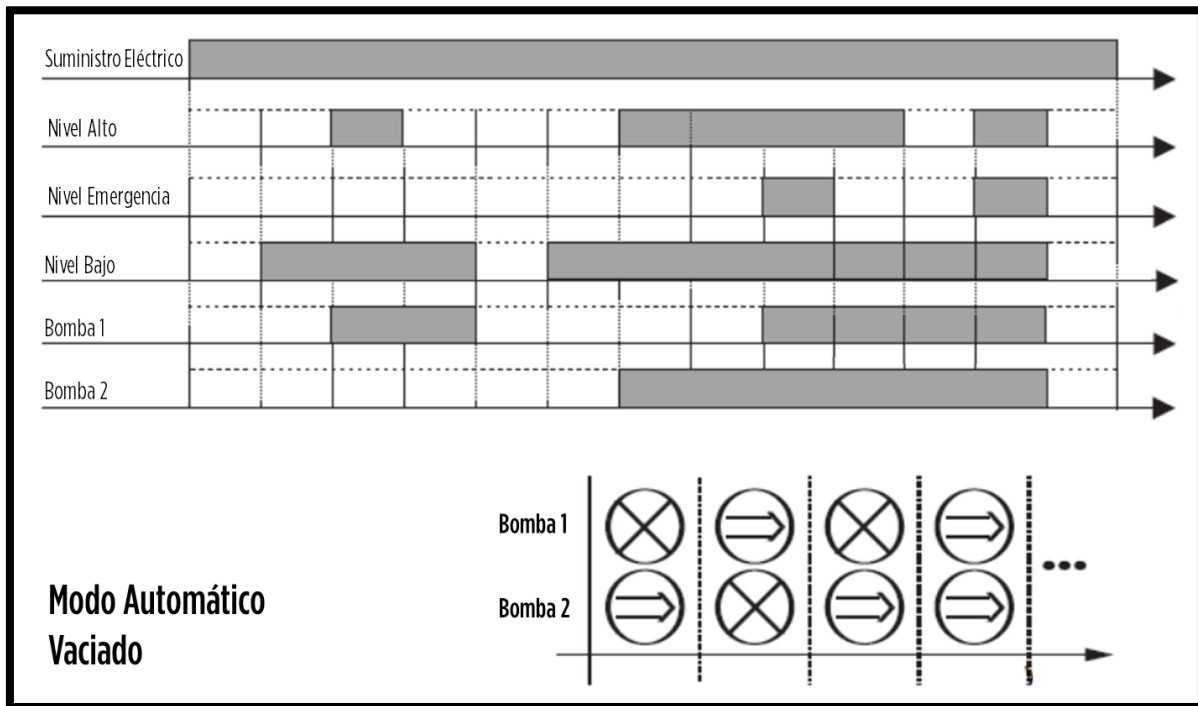 Suministro Eléctrico
Nivel Alto
Nivel Emergencia
Nivel Bajo
Bomba 1
Bomba 2
Bomba 1
Bomba 2
Modo Automático
Vaciado